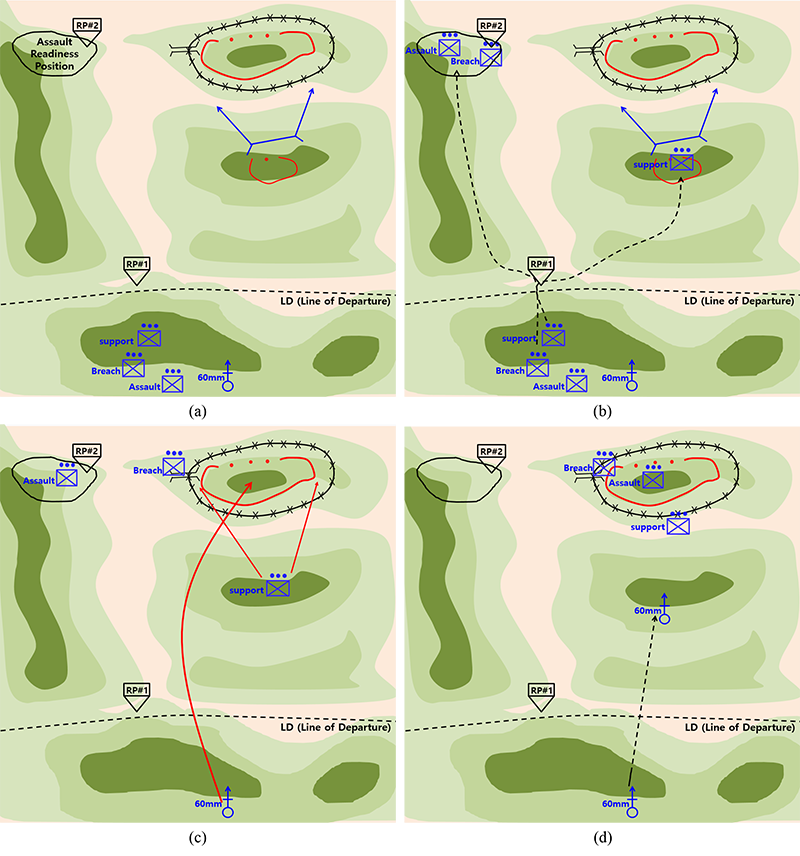 RP#2
Assault
Readiness
Position
RP#1
LD (Line of Departure)
support
Breach
Assault
60mm
(a)
RP#2
Assault
Breach
support
RP#1
LD (Line of Departure)
support
Breach
Assault
60mm
(b)
RP#2
Assault
Breach
support
RP#1
LD (Line of Departure)
60mm
(c)
RP#2
Breach
Assault
support
60mm
RP#1
LD (Line of Departure)
60mm
(d)